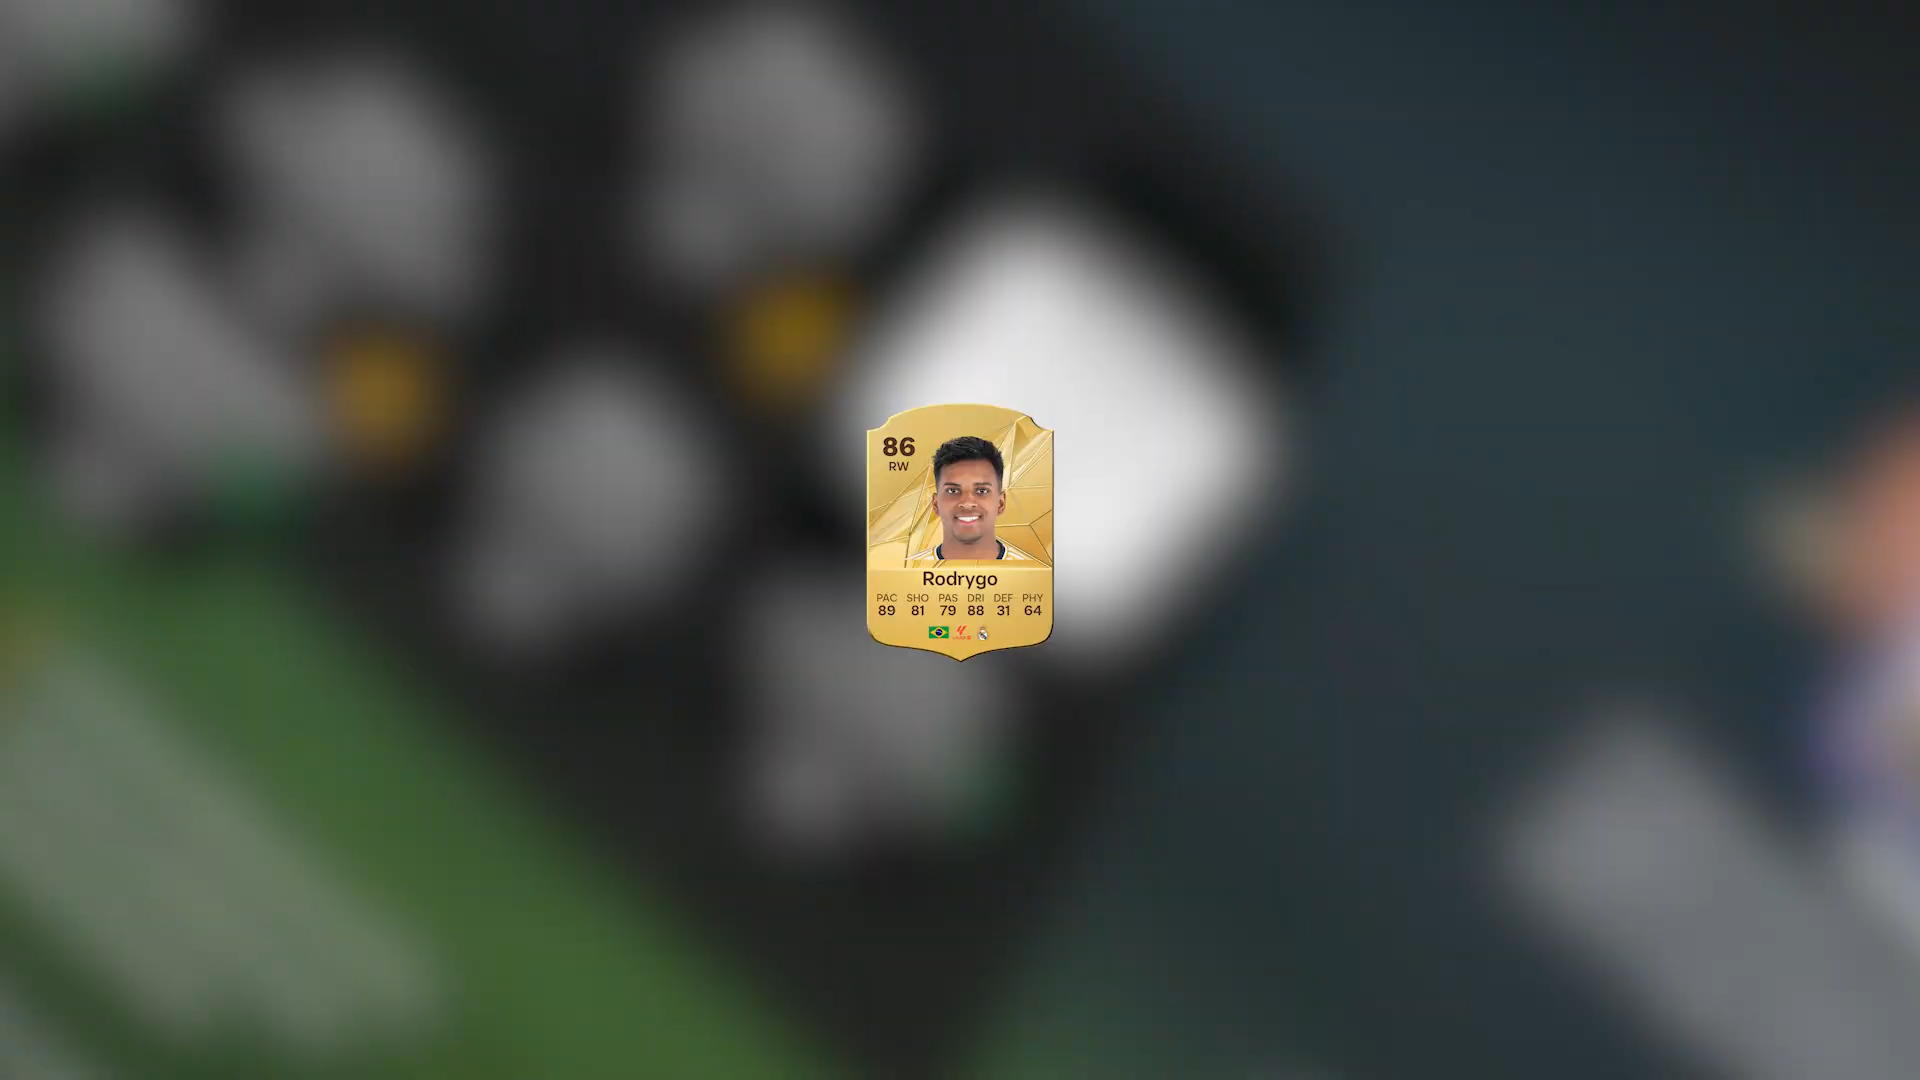 86
RW
Rodrygo
PAC SHO PAS DRI DEF PHY
89 81 79 88 31 64